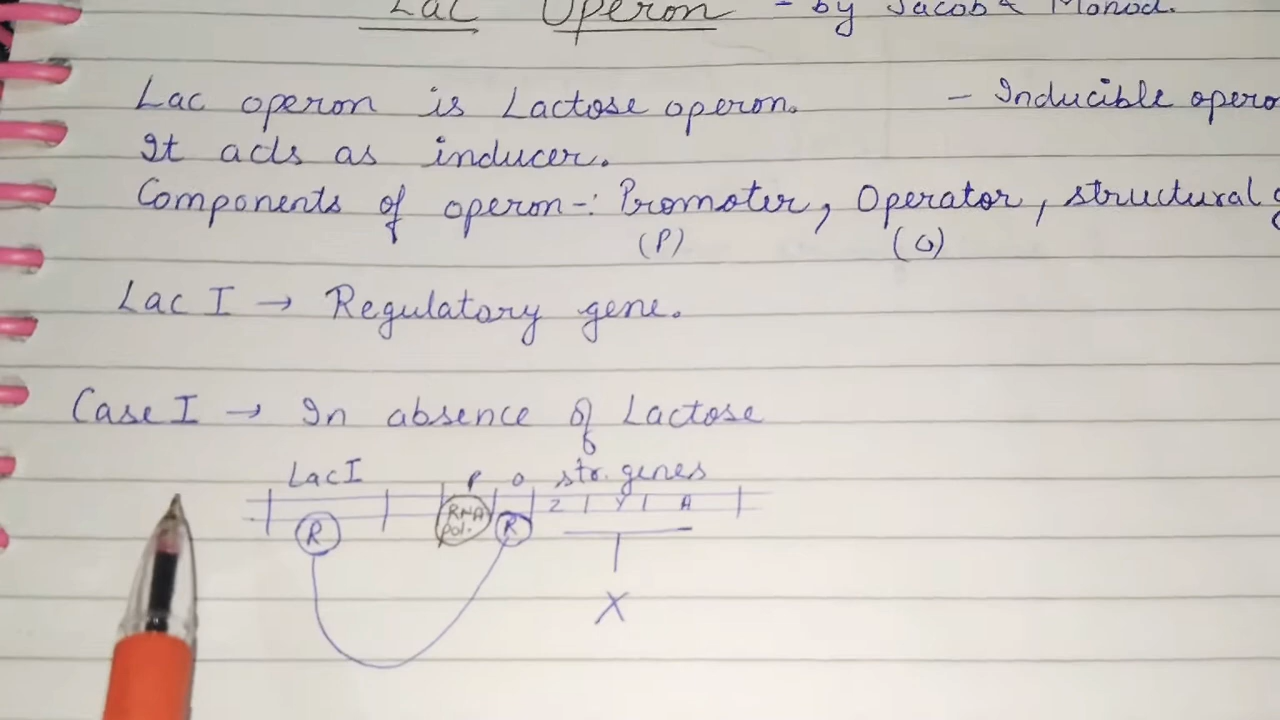 Lac Operon - by Jacob & Monod.
Lac operon is Lactose operon. - Inducible opero
It acts as inducer.
Components of operon-: Promoter, Operator, structural g
(P) (O)
Lac I → Regulatory gene.
Case I → In absence of Lactose
LacI P O str. genes
RNA Pol. Z Y A
R R
X